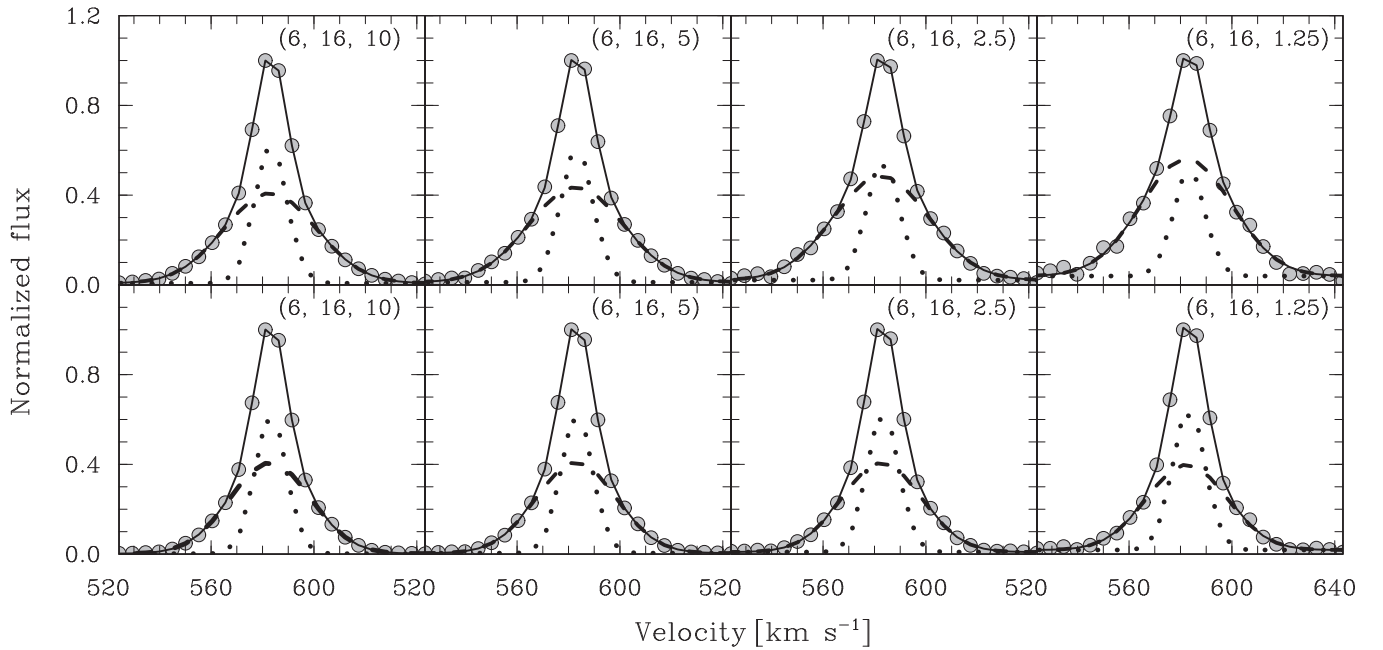 1.2
(6, 16, 10) (6, 16, 5) (6, 16, 2.5) (6, 16, 1.25)
0.8
0.4
0.0
(6, 16, 10) (6, 16, 5) (6, 16, 2.5) (6, 16, 1.25)
0.8
0.4
0.0
Normalized flux
520 560 600 520 560 600 520 560 600 520 560 600 640
Velocity [km s⁻¹]